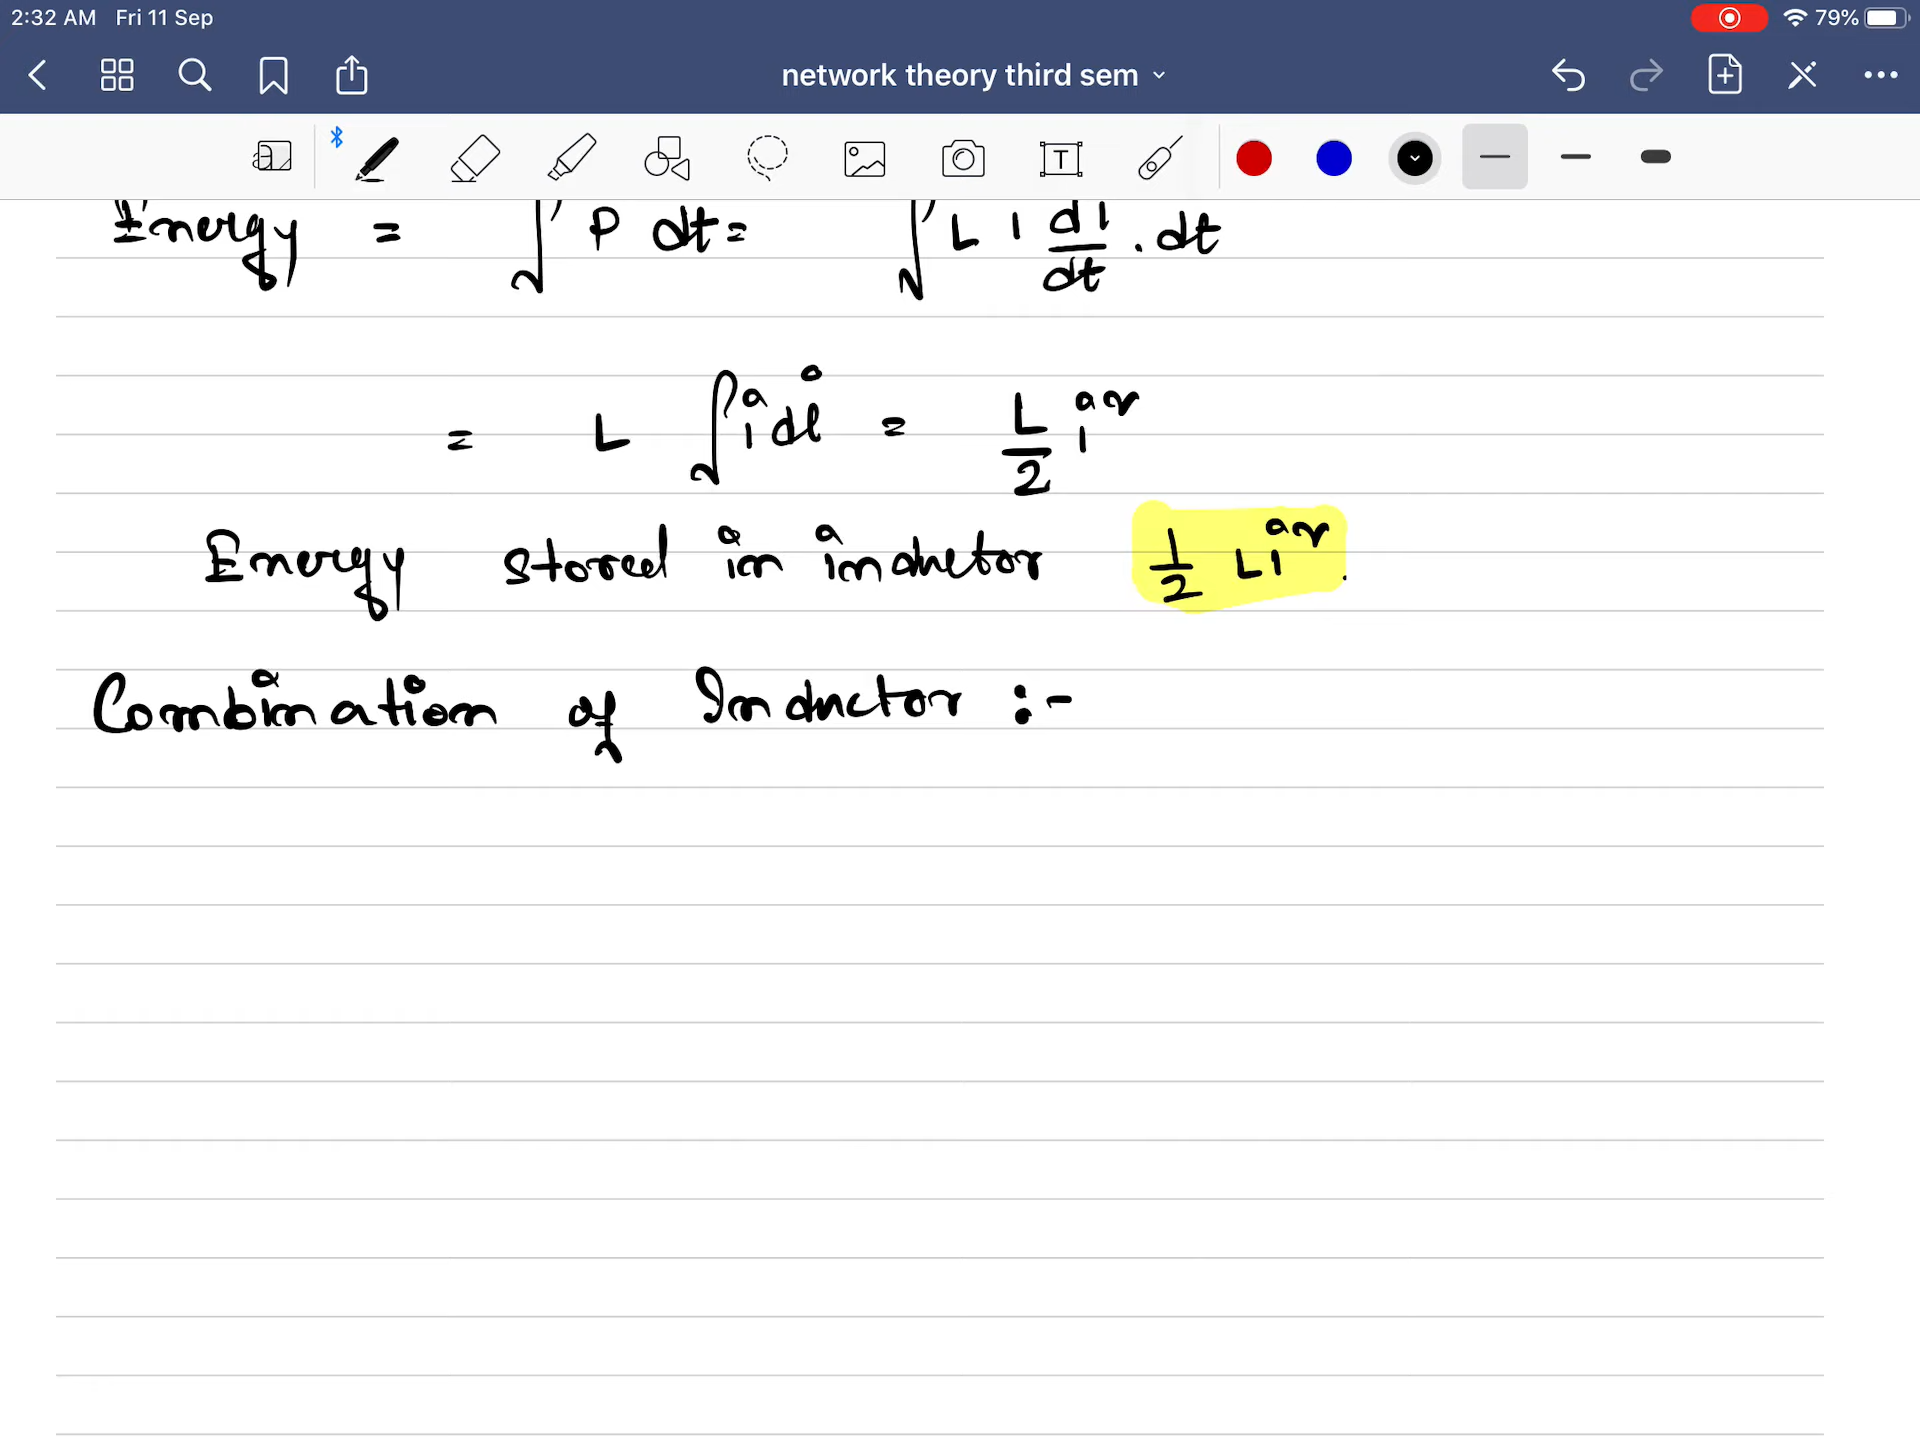 2:32 AM Fri 11 Sep 79%
network theory third sem
T
Energy = ∫ P dt = ∫ L i di/dt . dt
= L ∫ i di = L/2 i²
Energy stored in inductor 1/2 Li² .
Combination of Inductor :-